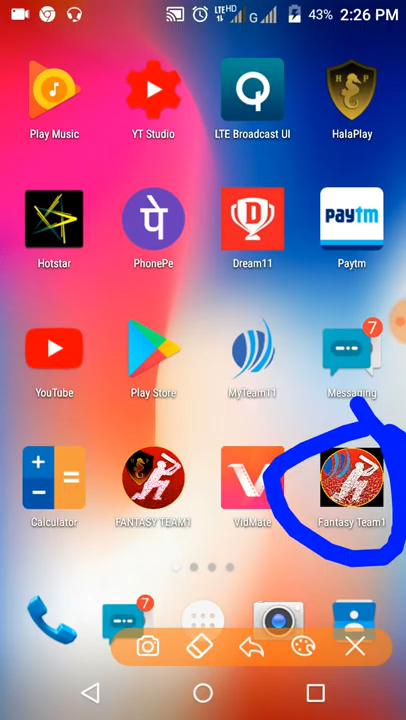 LTE HD G 43% 2:26 PM
H P
Play Music YT Studio LTE Broadcast UI HalaPlay
पे D paytm
Hotstar PhonePe Dream11 Paytm
7
YouTube Play Store MyTeam11 Messaging
Calculator FANTASY TEAM1 VidMate Fantasy Team1
7